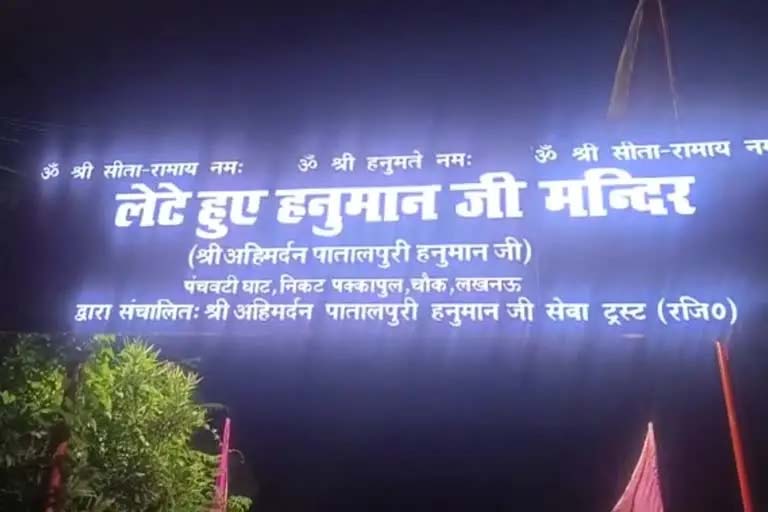 ॐ श्री सीता-रामाय नमः ॐ श्री हनुमते नमः ॐ श्री सीता-रामाय
लेटे हुए हनुमान जी मन्दिर
(श्री अहिमर्दन पातालपुरी हनुमान जी)
पंचवटी घाट, निकट पक्कापुल, चौक, लखनऊ
द्वारा संचालितः श्री अहिमर्दन पातालपुरी हनुमान जी सेवा ट्रस्ट (रजि०)